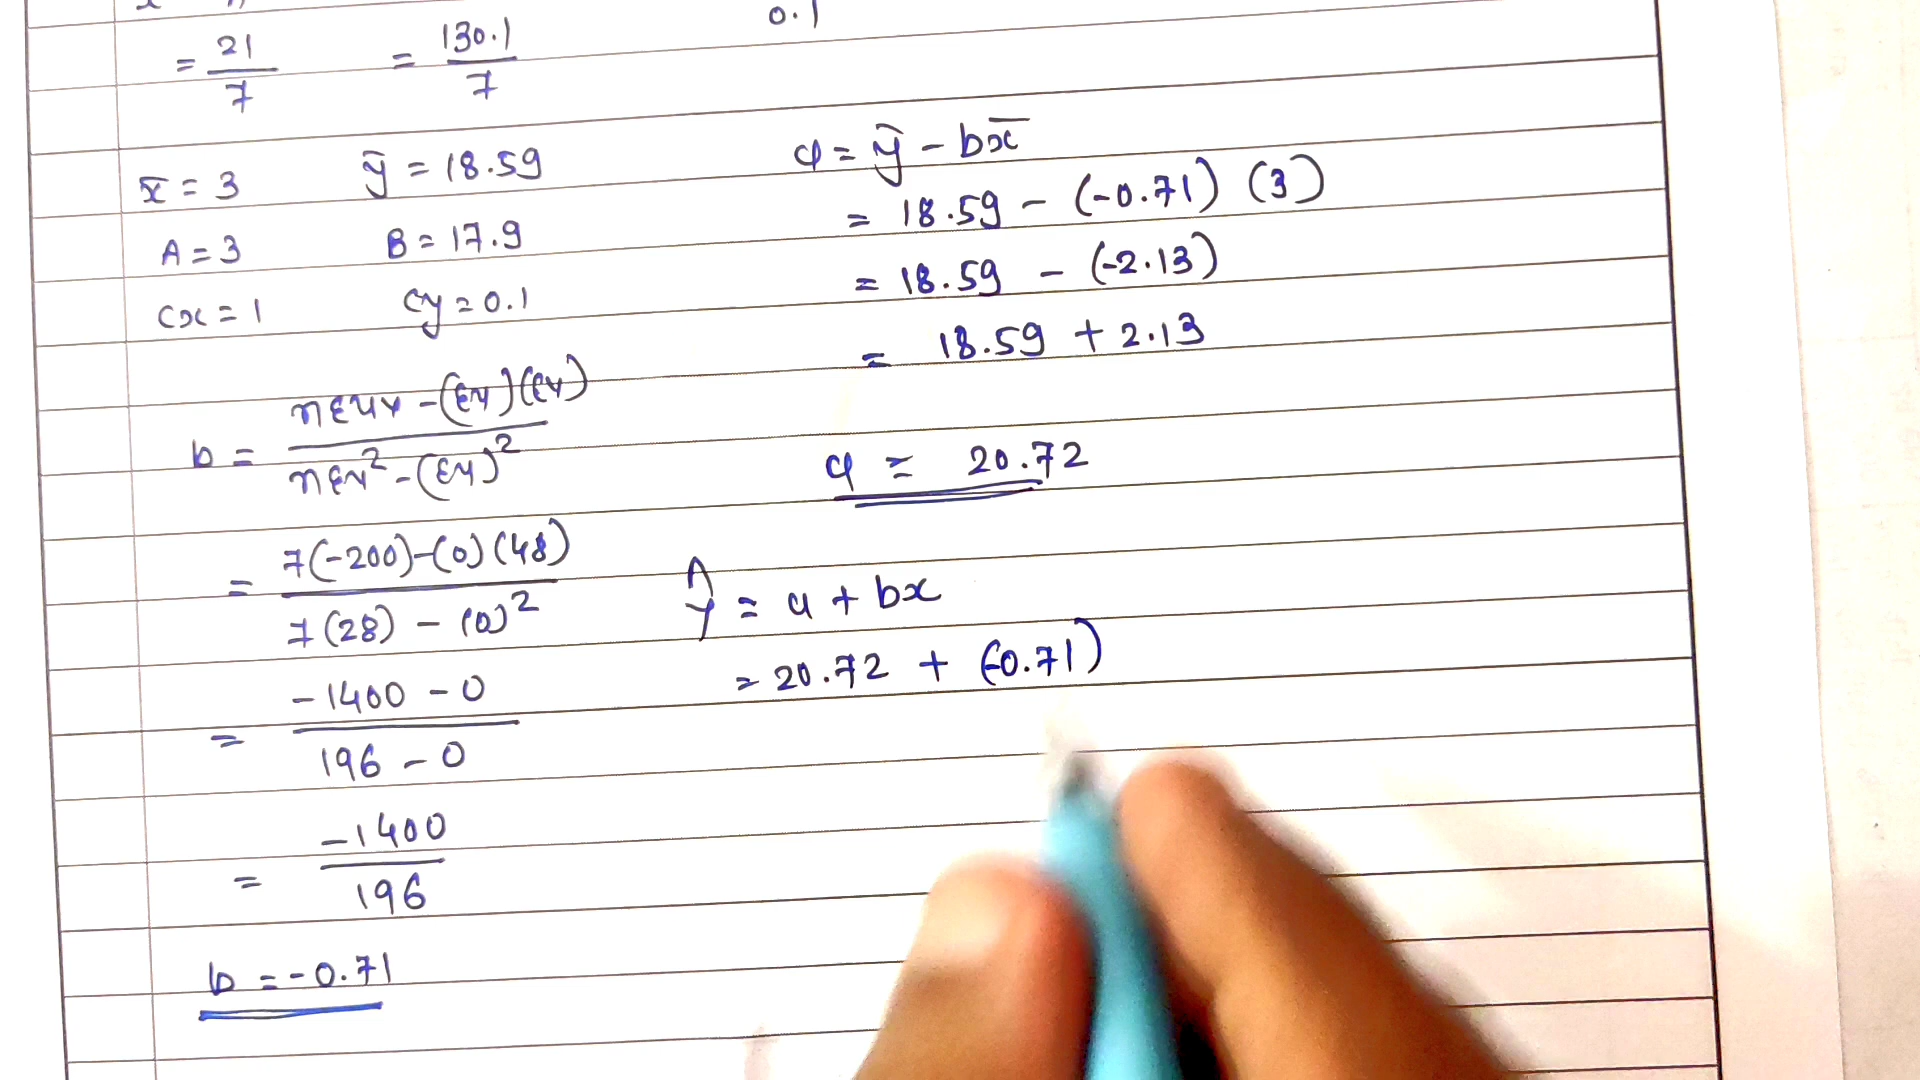 0.1
= 21/7 = 130.1/7
x̄ = 3 ȳ = 18.59
A = 3 B = 17.9
Cx = 1 Cy = 0.1
b = nΣuv - (Σu)(Σv) / nΣu² - (Σu)²
= 7(-200)-(0)(48) / 7(28) - (0)²
= -1400 - 0 / 196 - 0
= -1400 / 196
b = -0.71
a = ȳ - bx̄
= 18.59 - (-0.71) (3)
= 18.59 - (-2.13)
= 18.59 + 2.13
a = 20.72
ŷ = a + bx
= 20.72 + (-0.71)